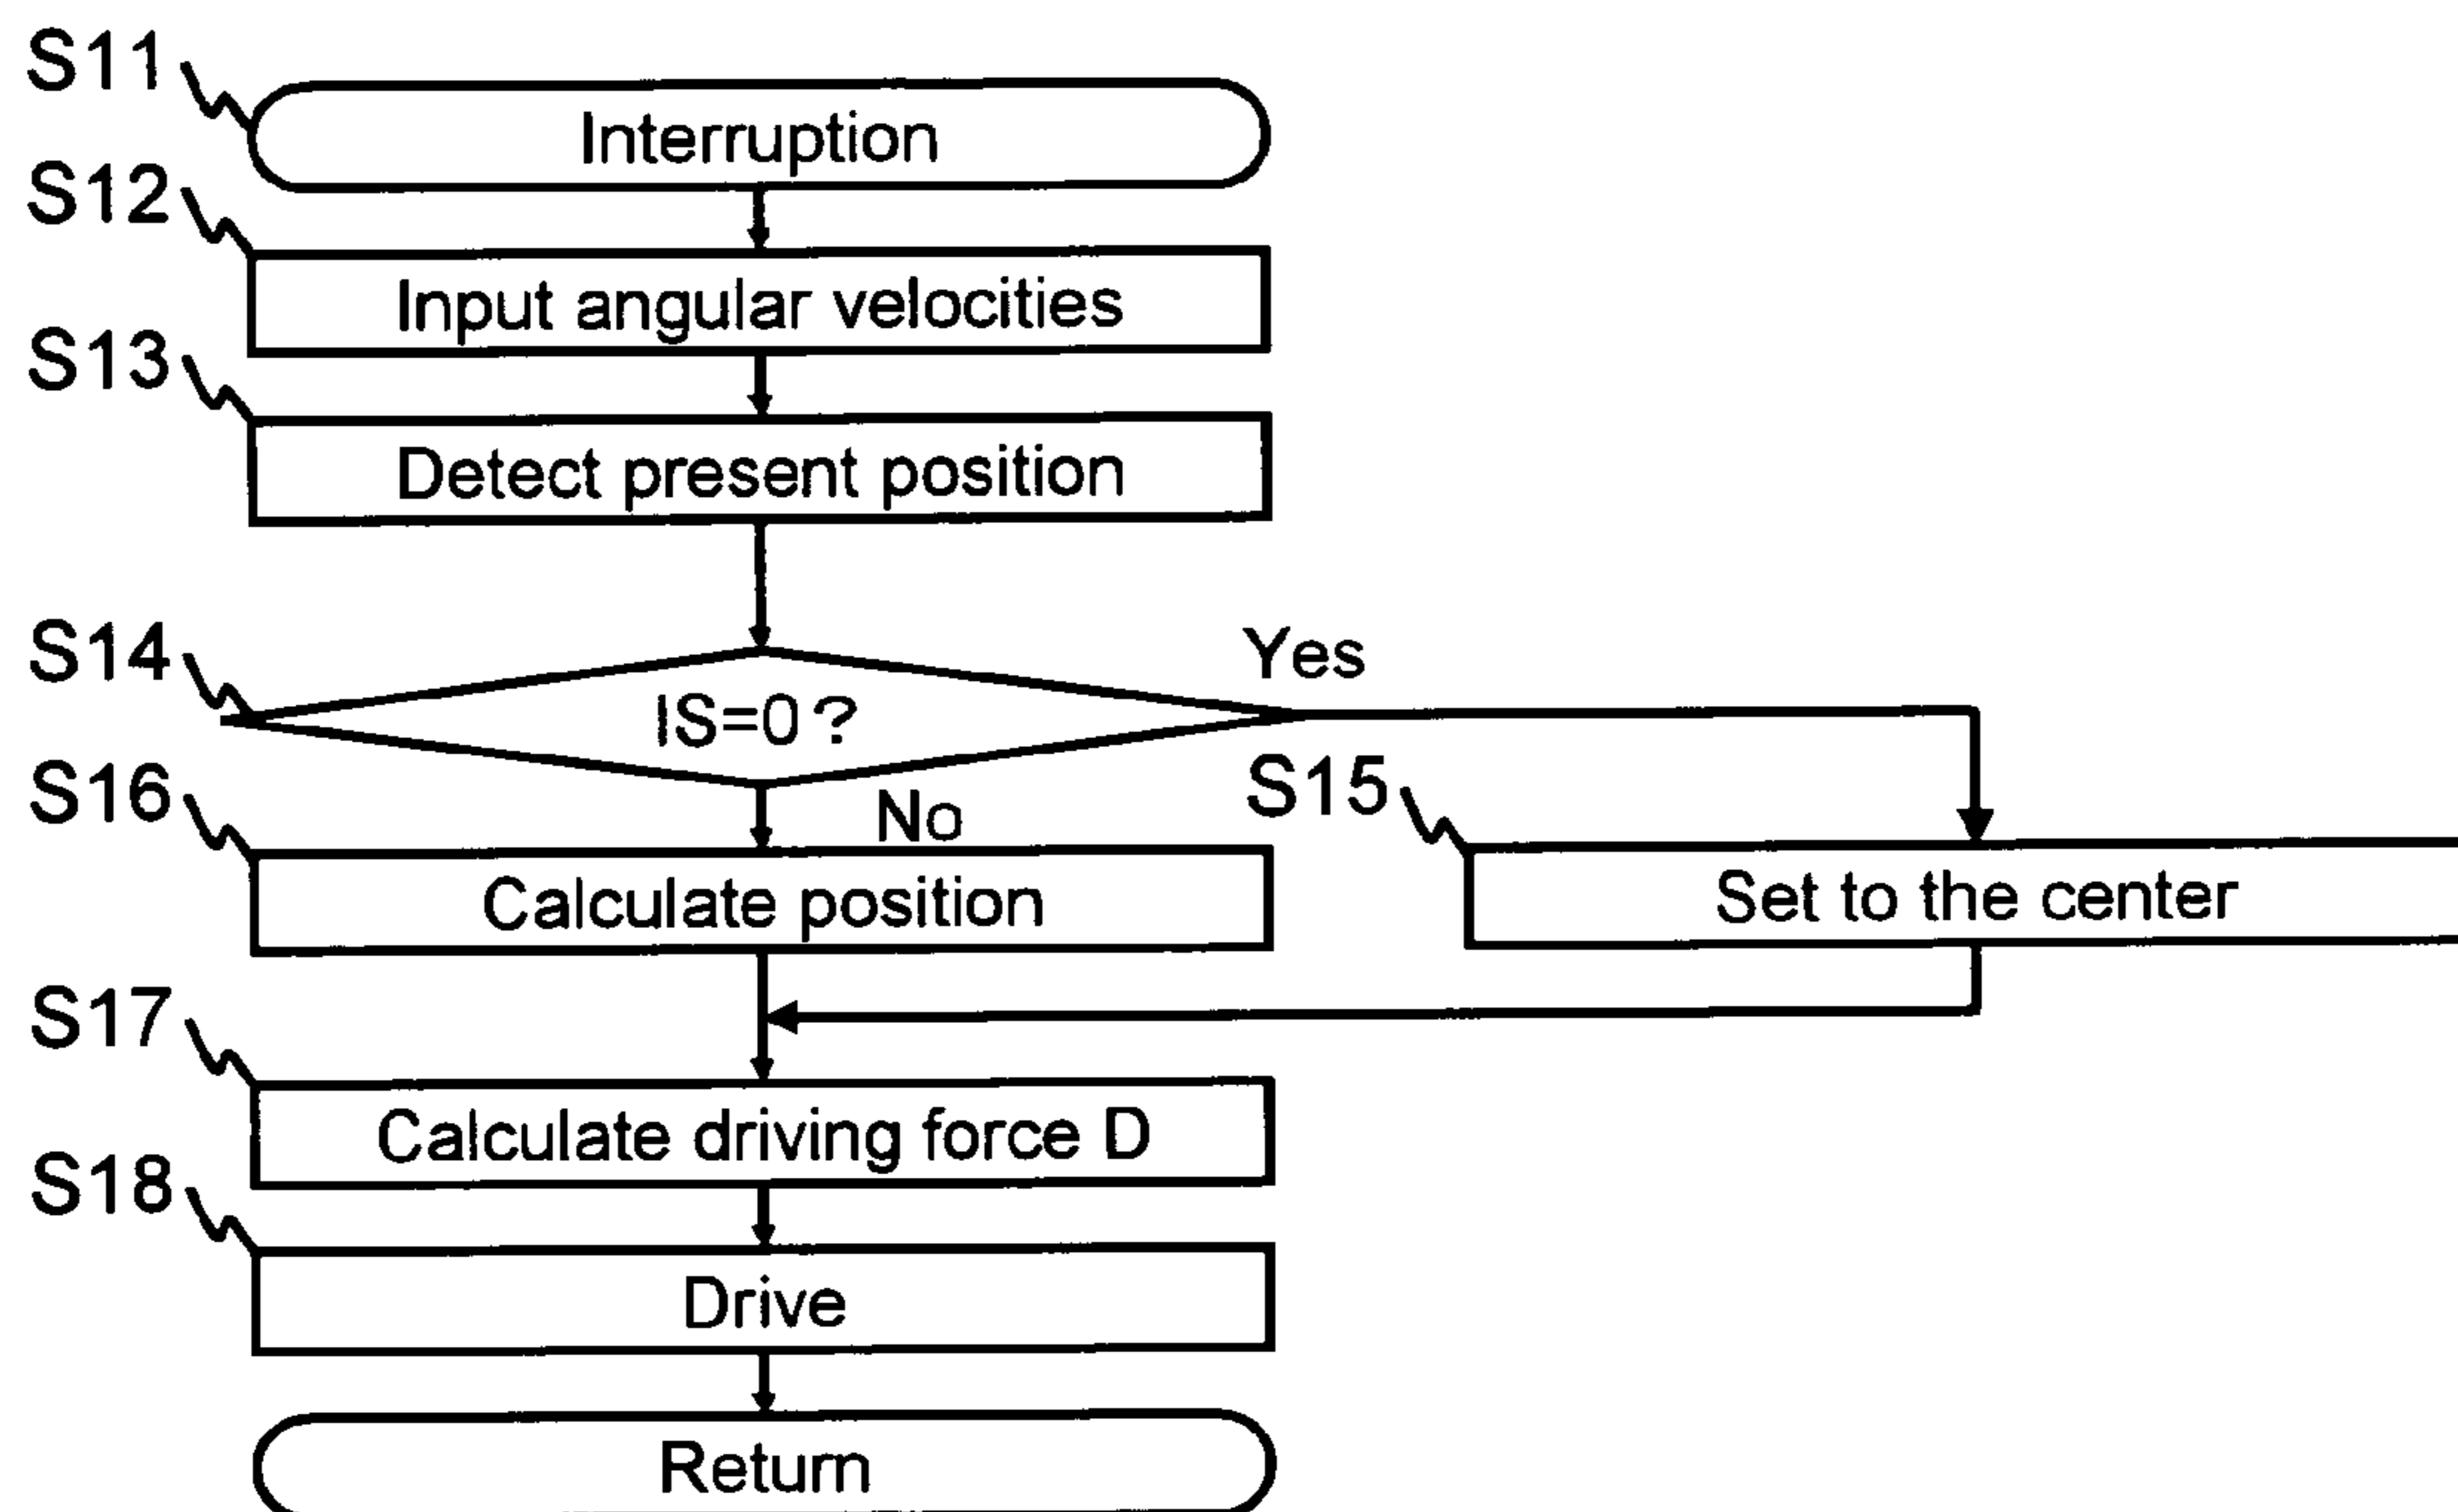 S11
Interruption
S12
Input angular velocities
S13
Detect present position
S14
IS=0 ?
Yes
S16
No
S15
Calculate position
Set to the center
S17
Calculate driving force D
S18
Drive
Return